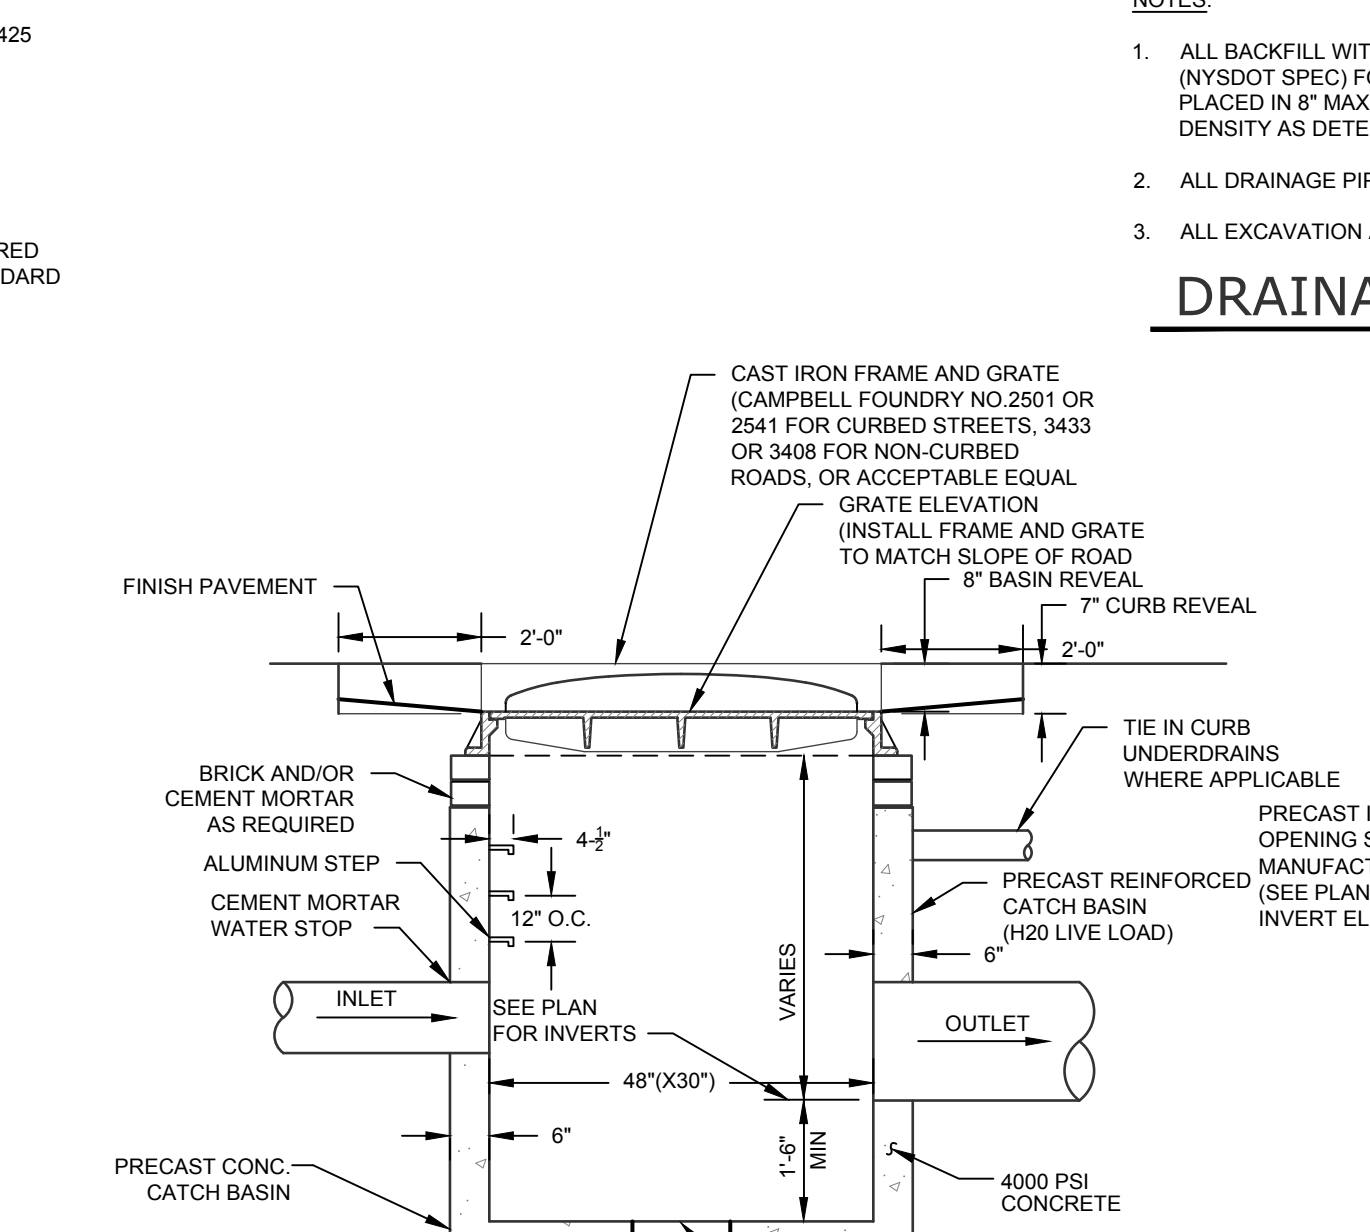 425
RED
DARD
NOTES:
1. ALL BACKFILL WIT
(NYSDOT SPEC) FO
PLACED IN 8" MAX
DENSITY AS DETE
2. ALL DRAINAGE PIP
3. ALL EXCAVATION
DRAINA
CAST IRON FRAME AND GRATE
(CAMPBELL FOUNDRY NO.2501 OR
2541 FOR CURBED STREETS, 3433
OR 3408 FOR NON-CURBED
ROADS, OR ACCEPTABLE EQUAL
GRATE ELEVATION
(INSTALL FRAME AND GRATE
TO MATCH SLOPE OF ROAD
8" BASIN REVEAL
7" CURB REVEAL
FINISH PAVEMENT
2'-0"
2'-0"
TIE IN CURB
UNDERDRAINS
WHERE APPLICABLE
BRICK AND/OR
CEMENT MORTAR
AS REQUIRED
4-½"
ALUMINUM STEP
CEMENT MORTAR
WATER STOP
12" O.C.
PRECAST REINFORCED
CATCH BASIN
(H20 LIVE LOAD)
PRECAST
OPENING S
MANUFACT
(SEE PLAN
INVERT EL
6"
VARIES
INLET
SEE PLAN
FOR INVERTS
OUTLET
48"(X30")
6"
1'-6"
MIN
PRECAST CONC.
CATCH BASIN
4000 PSI
CONCRETE